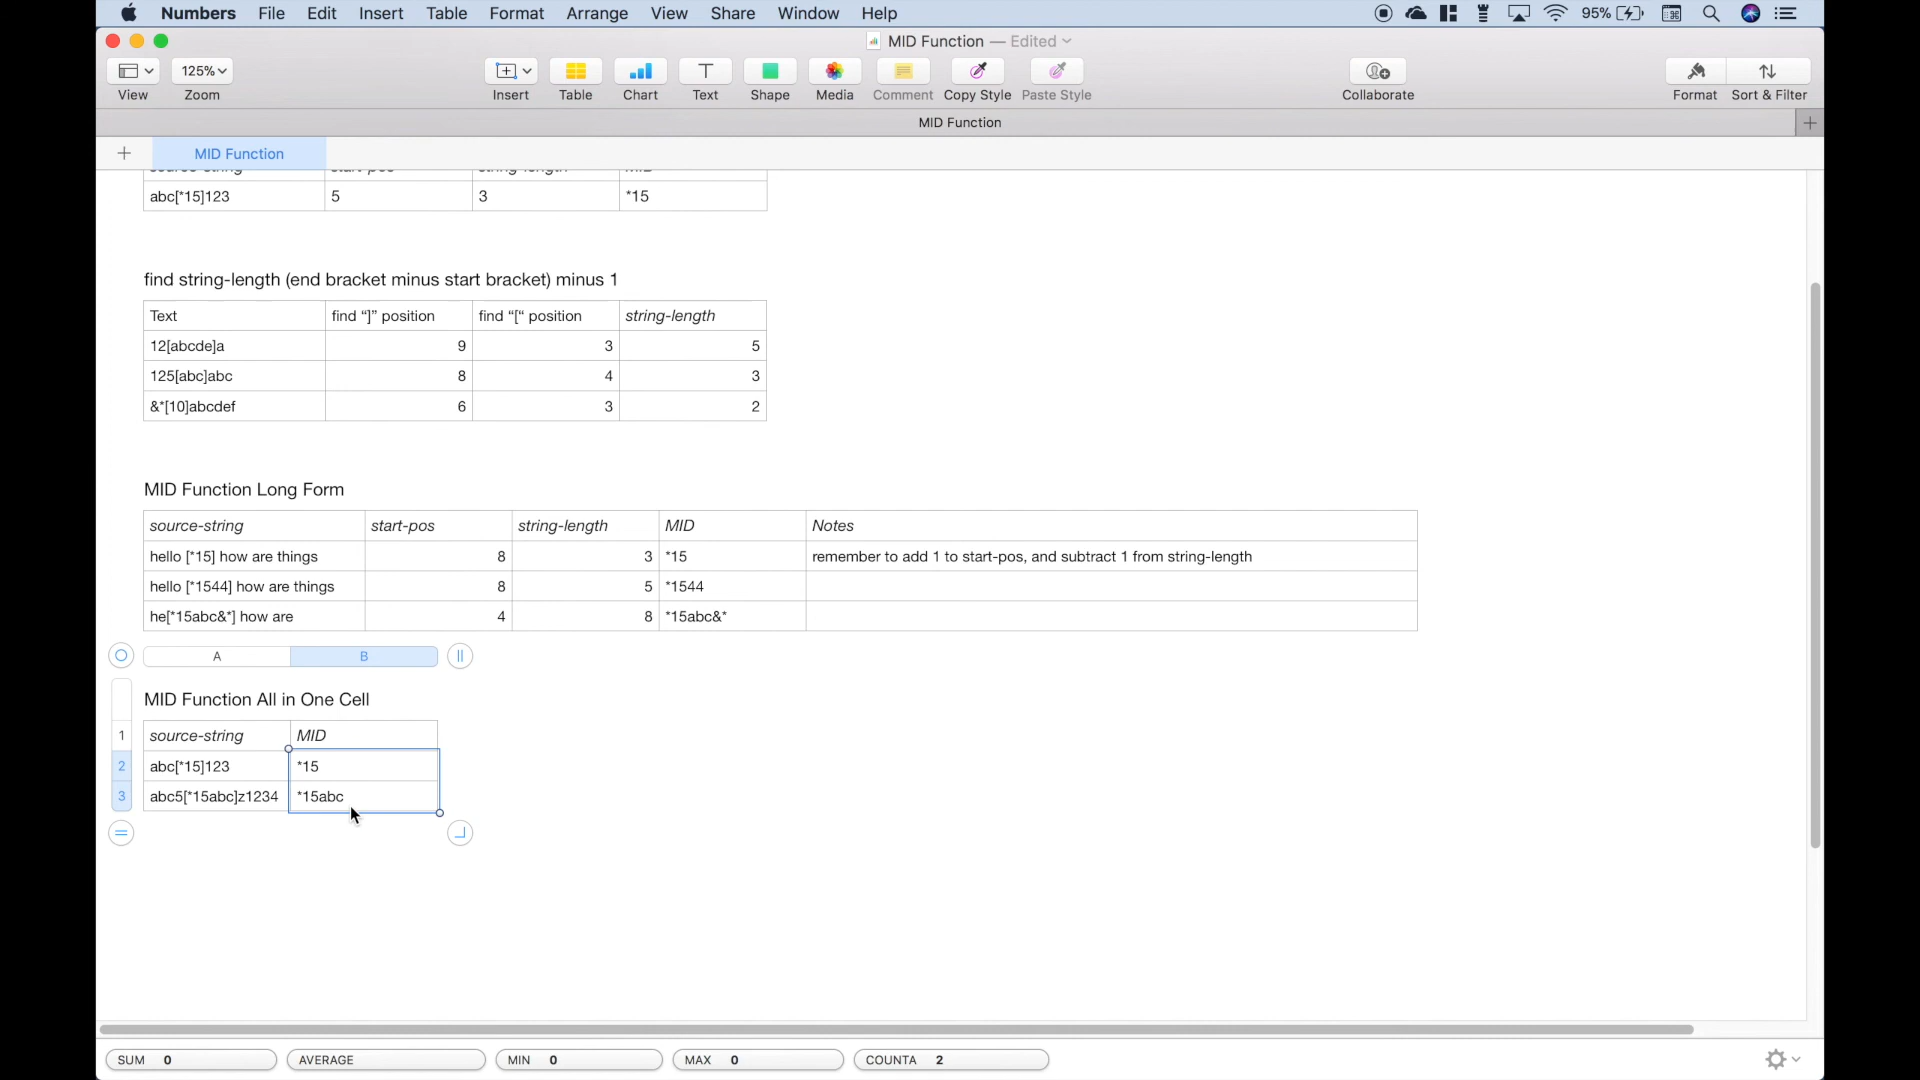 Numbers File Edit Insert Table Format Arrange View Share Window Help 95%
MID Function — Edited
125%
View Zoom Insert Table Chart Text Shape Media Comment Copy Style Paste Style Collaborate Format Sort & Filter
MID Function
MID Function
source-string start-pos string-length MID
abc[*15]123 5 3 *15
find string-length (end bracket minus start bracket) minus 1
Text find “]” position find “[“ position string-length
12[abcde]a 9 3 5
125[abc]abc 8 4 3
&*[10]abcdef 6 3 2
MID Function Long Form
source-string start-pos string-length MID Notes
hello [*15] how are things 8 3 *15 remember to add 1 to start-pos, and subtract 1 from string-length
hello [*1544] how are things 8 5 *1544
he[*15abc&*] how are 4 8 *15abc&*
A B
MID Function All in One Cell
1 source-string MID
2 abc[*15]123 *15
3 abc5[*15abc]z1234 *15abc
SUM 0 AVERAGE MIN 0 MAX 0 COUNTA 2